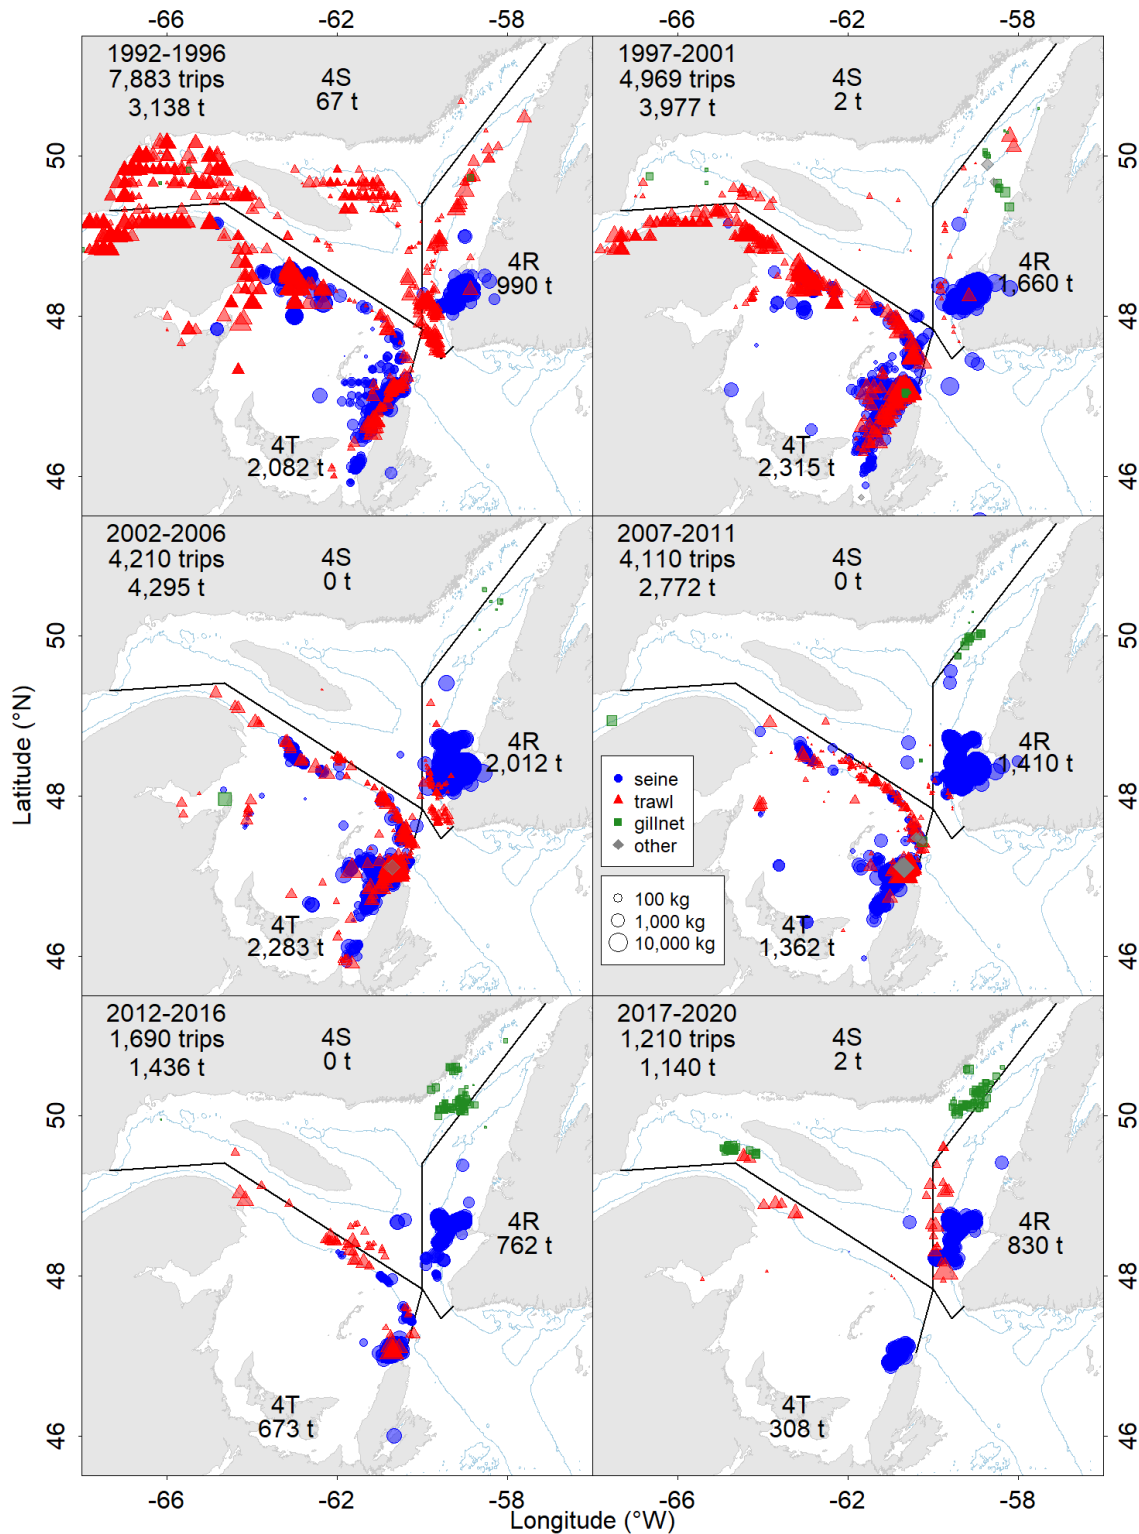 -66 -62 -58 -66 -62 -58
1992-1996
7,883 trips
3,138 t
4S
67 t
4R
990 t
4T
2,082 t
1997-2001
4,969 trips
3,977 t
4S
2 t
4R
1,660 t
4T
2,315 t
50
48
46
50
48
46
2002-2006
4,210 trips
4,295 t
4S
0 t
4R
2,012 t
4T
2,283 t
2007-2011
4,110 trips
2,772 t
4S
0 t
4R
1,410 t
4T
1,362 t
seine
trawl
gillnet
other
100 kg
1,000 kg
10,000 kg
50
48
46
50
48
46
Latitude (°N)
2012-2016
1,690 trips
1,436 t
4S
0 t
4R
762 t
4T
673 t
2017-2020
1,210 trips
1,140 t
4S
2 t
4R
830 t
4T
308 t
50
48
46
50
48
46
-66 -62 -58 -66 -62 -58
Longitude (°W)